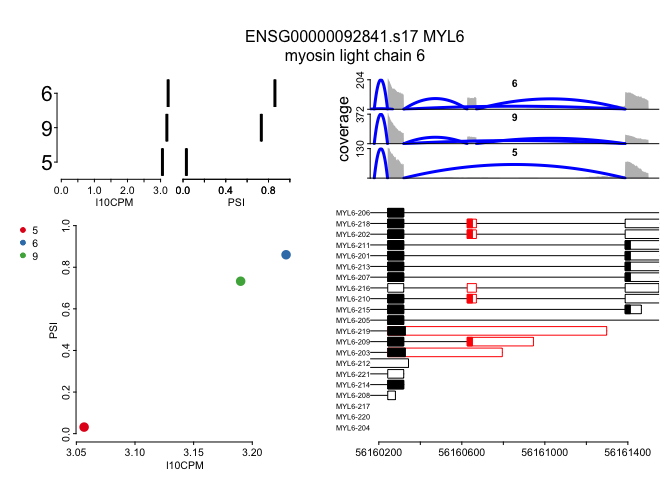 ENSG00000092841.s17 MYL6
myosin light chain 6
6
9
5
0.0 1.0 2.0 3.0
l10CPM
0.0 0.4 0.8
PSI
coverage
204
6
372
9
130
5
5
6
9
PSI
0.0 0.2 0.4 0.6 0.8 1.0
3.05 3.10 3.15 3.20
l10CPM
MYL6-206
MYL6-218
MYL6-202
MYL6-211
MYL6-201
MYL6-213
MYL6-207
MYL6-216
MYL6-210
MYL6-215
MYL6-205
MYL6-219
MYL6-209
MYL6-203
MYL6-212
MYL6-221
MYL6-214
MYL6-208
MYL6-217
MYL6-220
MYL6-204
56160200 56160600 56161000 56161400